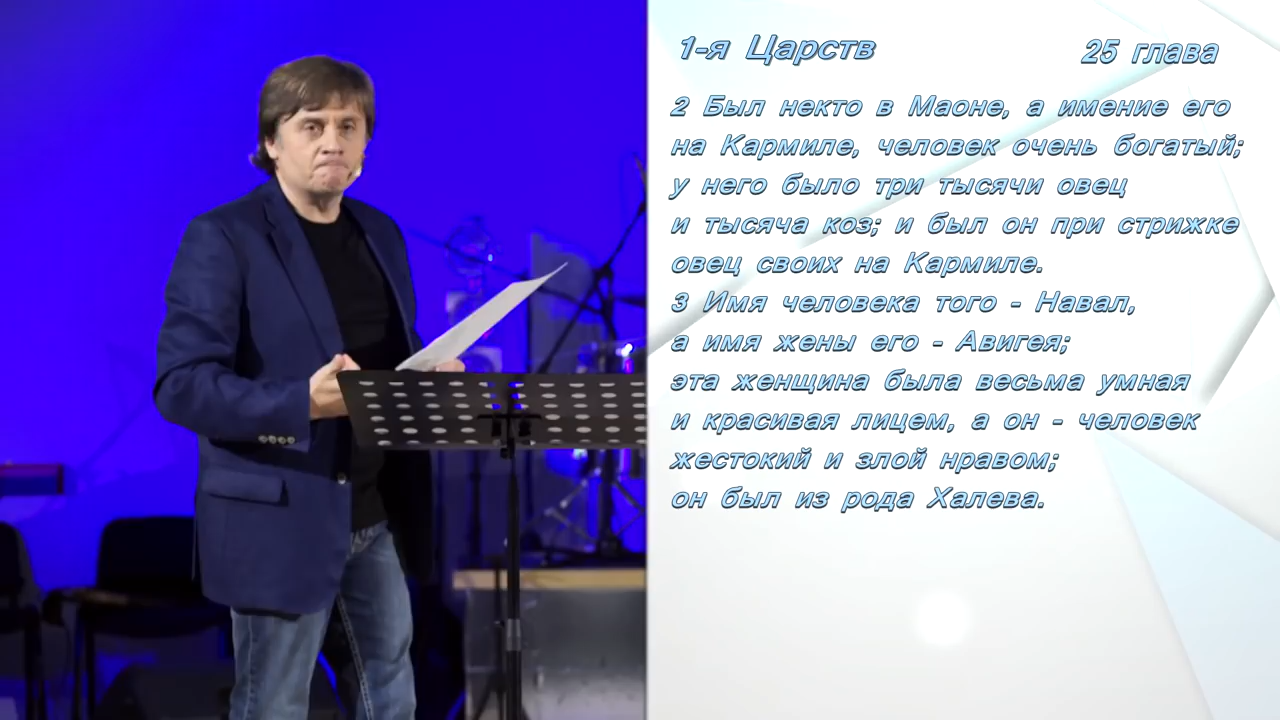 1-я Царств 25 глава
2 Был некто в Маоне, а имение его
на Кармиле, человек очень богатый;
у него было три тысячи овец
и тысяча коз; и был он при стрижке
овец своих на Кармиле.
3 Имя человека того - Навал,
а имя жены его - Авигея;
эта женщина была весьма умная
и красивая лицем, а он - человек
жестокий и злой нравом;
он был из рода Халева.